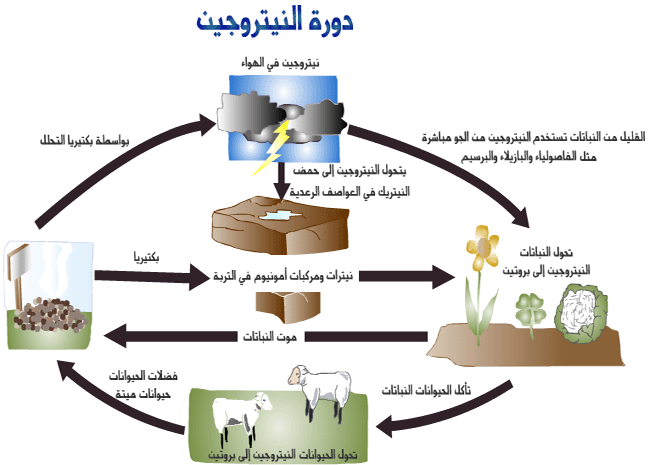 دورة النيتروجين
نيتروجين في الهواء
القليل من النباتات تستخدم النيتروجين من الجو مباشرة
مثل الفاصولياء والبازيلاء والبرسيم
بواسطة بكتيريا التحلل
يتحول النيتروجين إلى حمض
النيتريك في العواصف الرعدية
تحول النباتات
النيتروجين إلى بروتين
بكتيريا
نيترات ومركبات أمونيوم في التربة
موت النباتات
تأكل الحيوانات النباتات
فضلات الحيوانات
حيوانات ميتة
تحول الحيوانات النيتروجين إلى بروتين